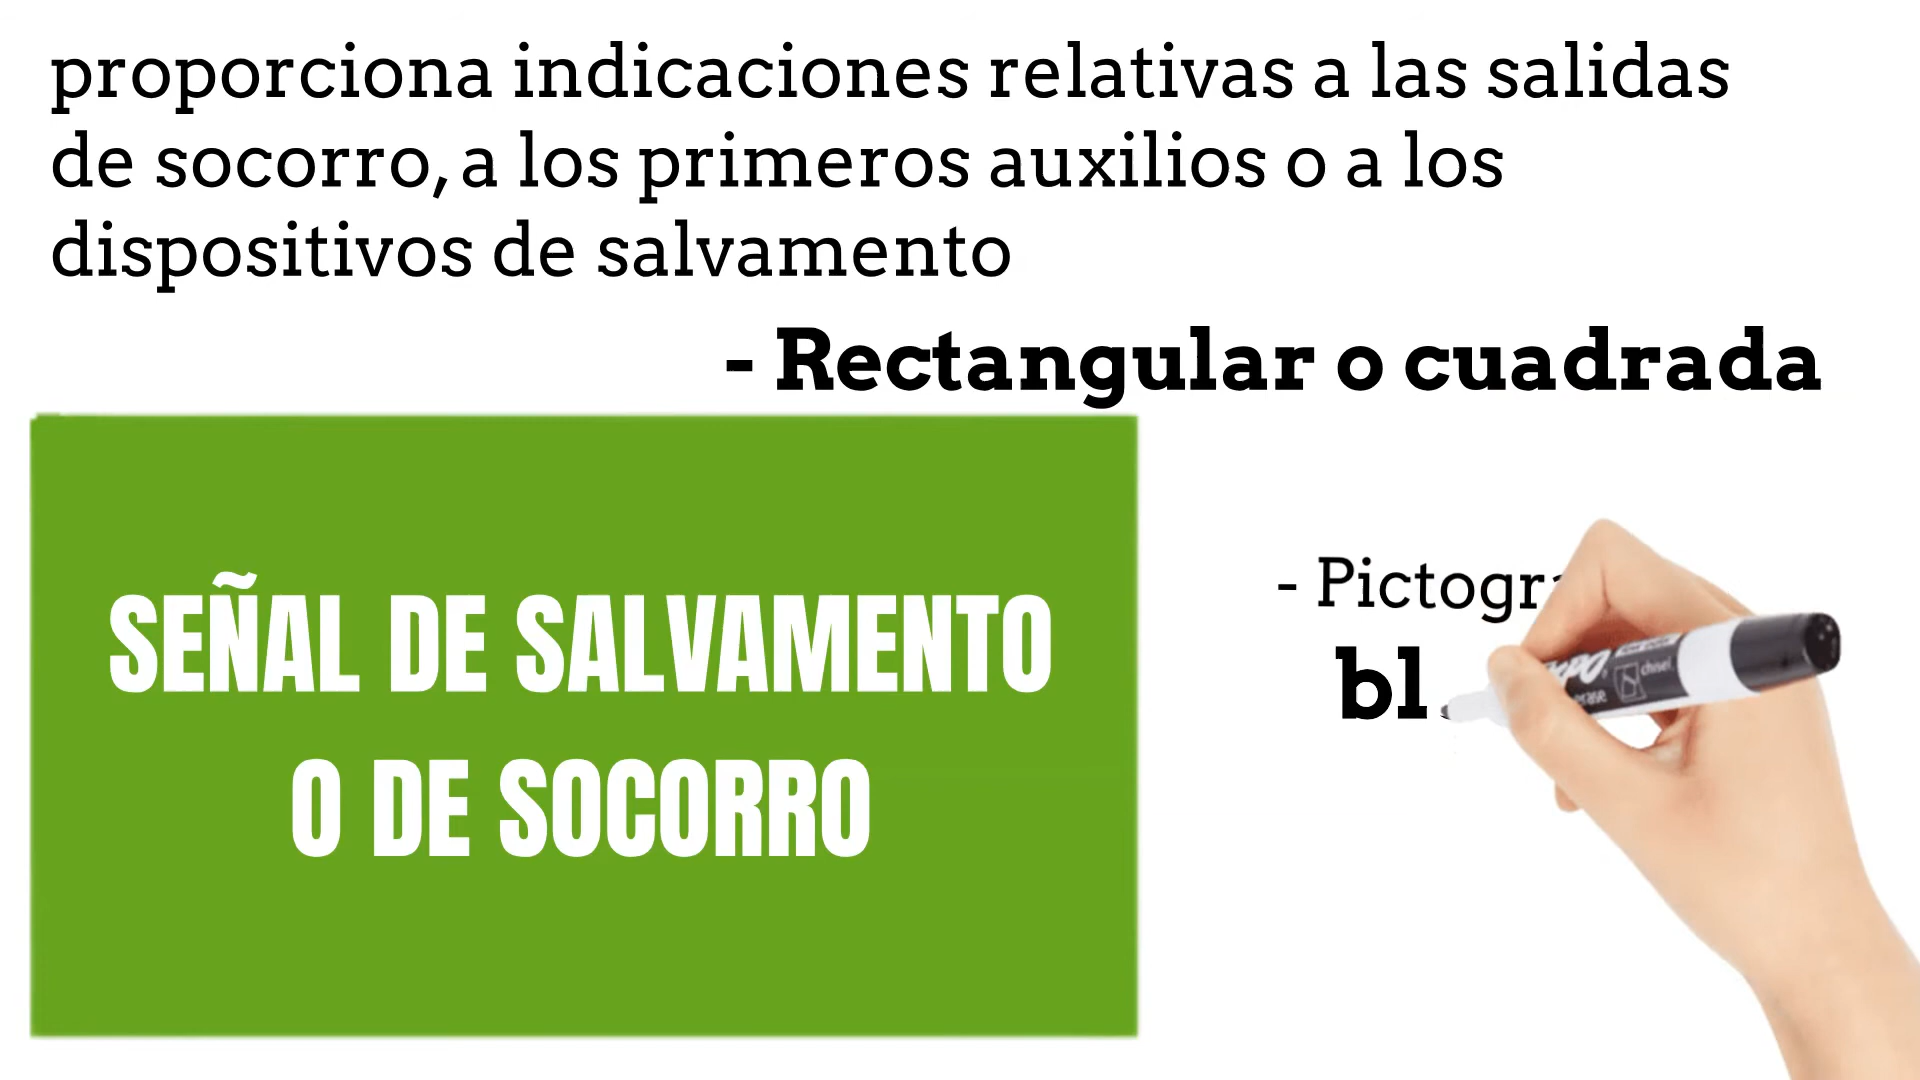 proporciona indicaciones relativas a las salidas
de socorro, a los primeros auxilios o a los
dispositivos de salvamento
- Rectangular o cuadrada
SEÑAL DE SALVAMENTO
O DE SOCORRO
- Pictogr
bl
chisel